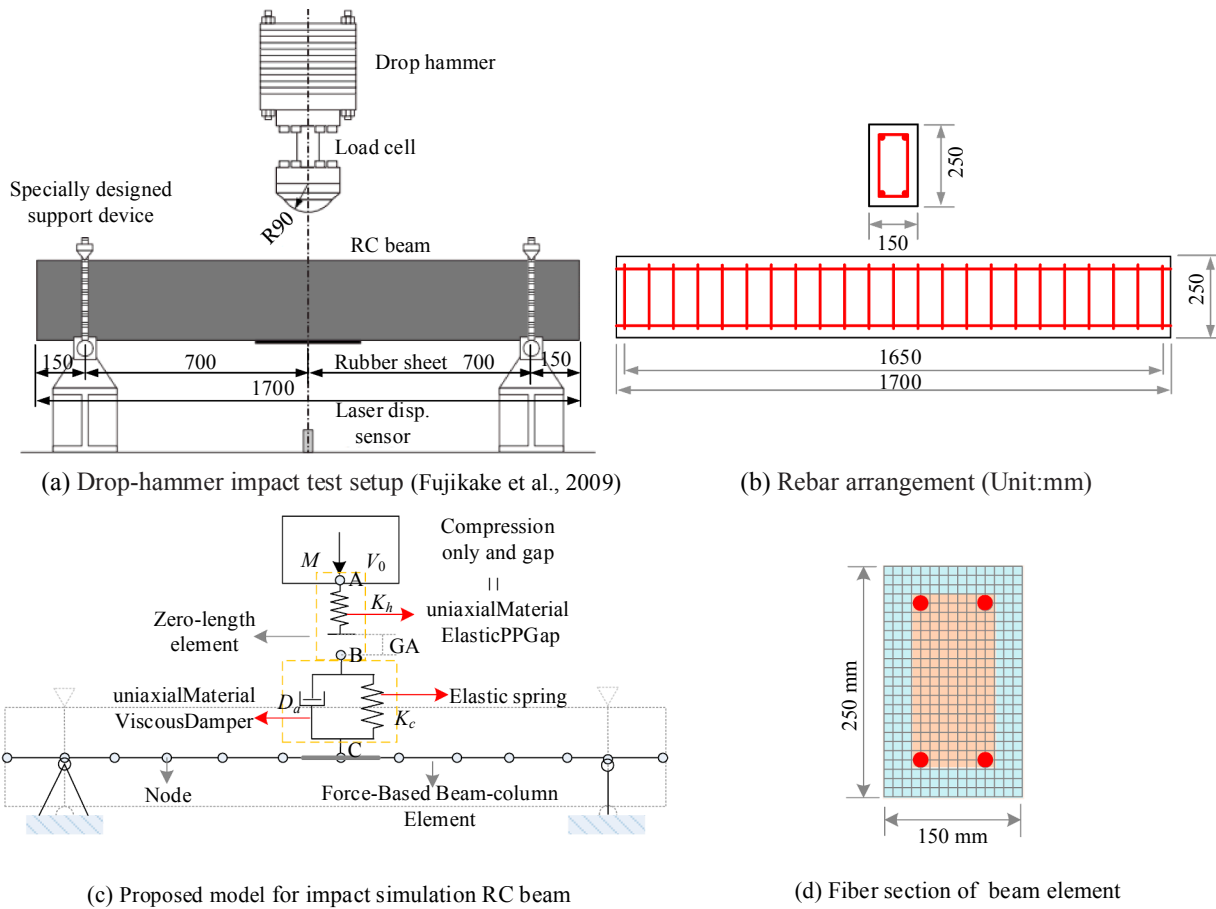 Drop hammer
Load cell
Specially designed
support device
R90
RC beam
150
700
Rubber sheet
700
150
1700
Laser disp.
sensor
(a) Drop-hammer impact test setup (Fujikake et al., 2009)
250
150
250
1650
1700
(b) Rebar arrangement (Unit:mm)
M
V0
A
Compression
only and gap
=
uniaxialMaterial
ElasticPPGap
Kh
Zero-length
element
GA
B
uniaxialMaterial
ViscousDamper
Da
Kc
Elastic spring
C
Node
Force-Based Beam-column
Element
(c) Proposed model for impact simulation RC beam
250 mm
150 mm
(d) Fiber section of beam element